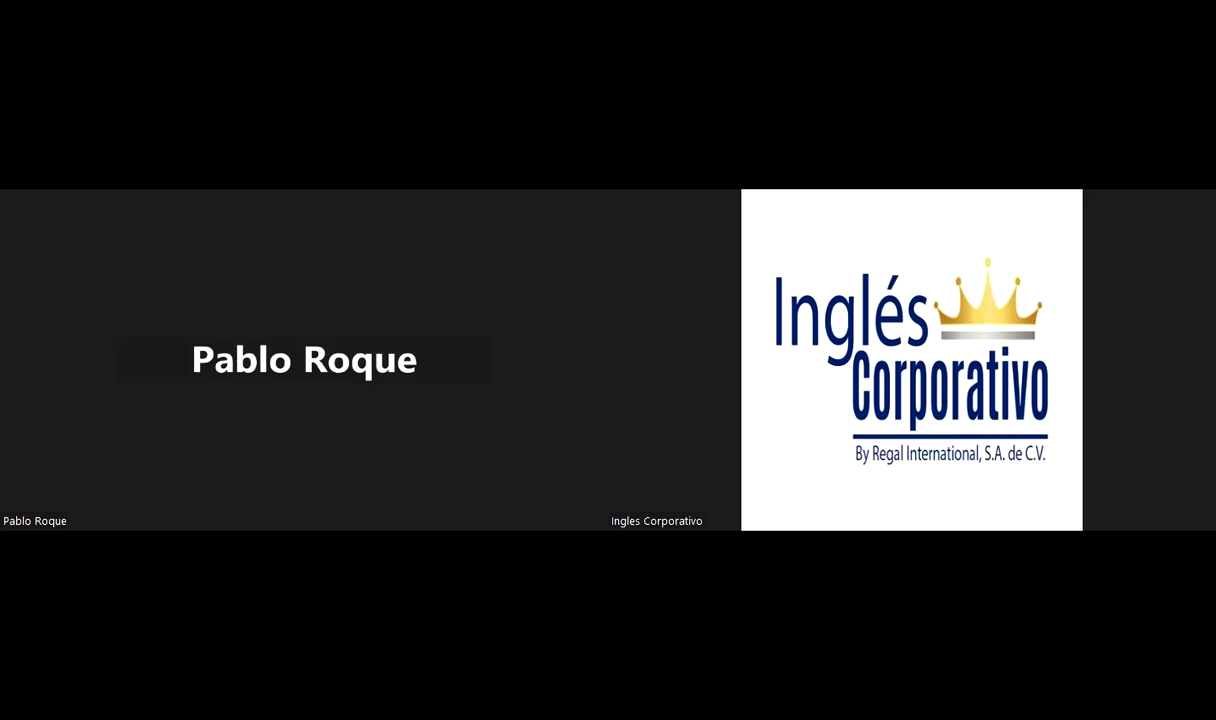 Pablo Roque
Pablo Roque
Inglés
Corporativo
By Regal International, S.A. de C.V.
Ingles Corporativo